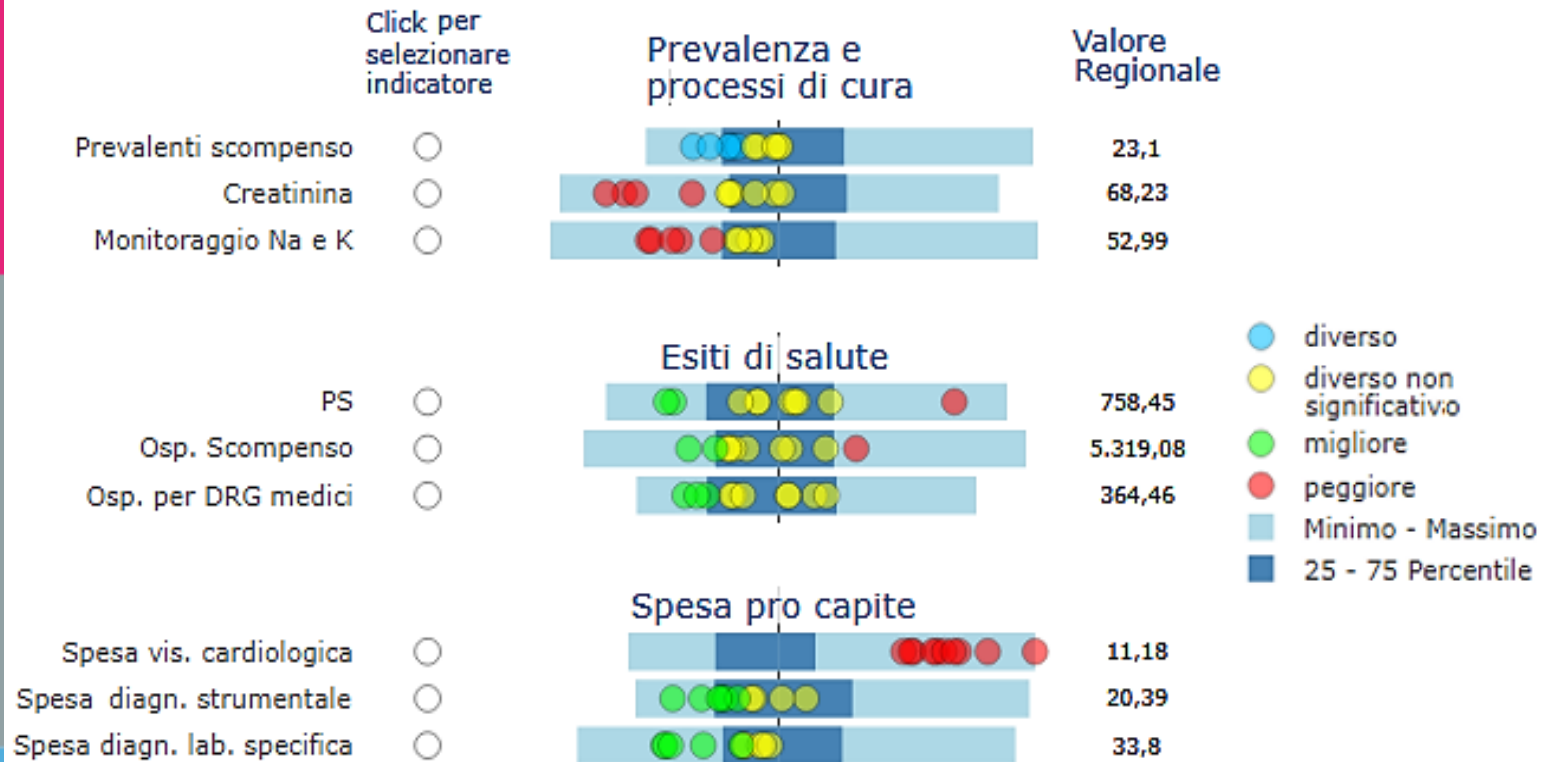 Click per
selezionare
indicatore
Prevalenza e
processi di cura
Valore
Regionale
Prevalenti scompenso
23,1
Creatinina
68,23
Monitoraggio Na e K
52,99
Esiti di salute
PS
758,45
Osp. Scompenso
5.319,08
Osp. per DRG medici
364,46
diverso
diverso non
significativo
migliore
peggiore
Minimo - Massimo
25 - 75 Percentile
Spesa pro capite
Spesa vis. cardiologica
11,18
Spesa diagn. strumentale
20,39
Spesa diagn. lab. specifica
33,8